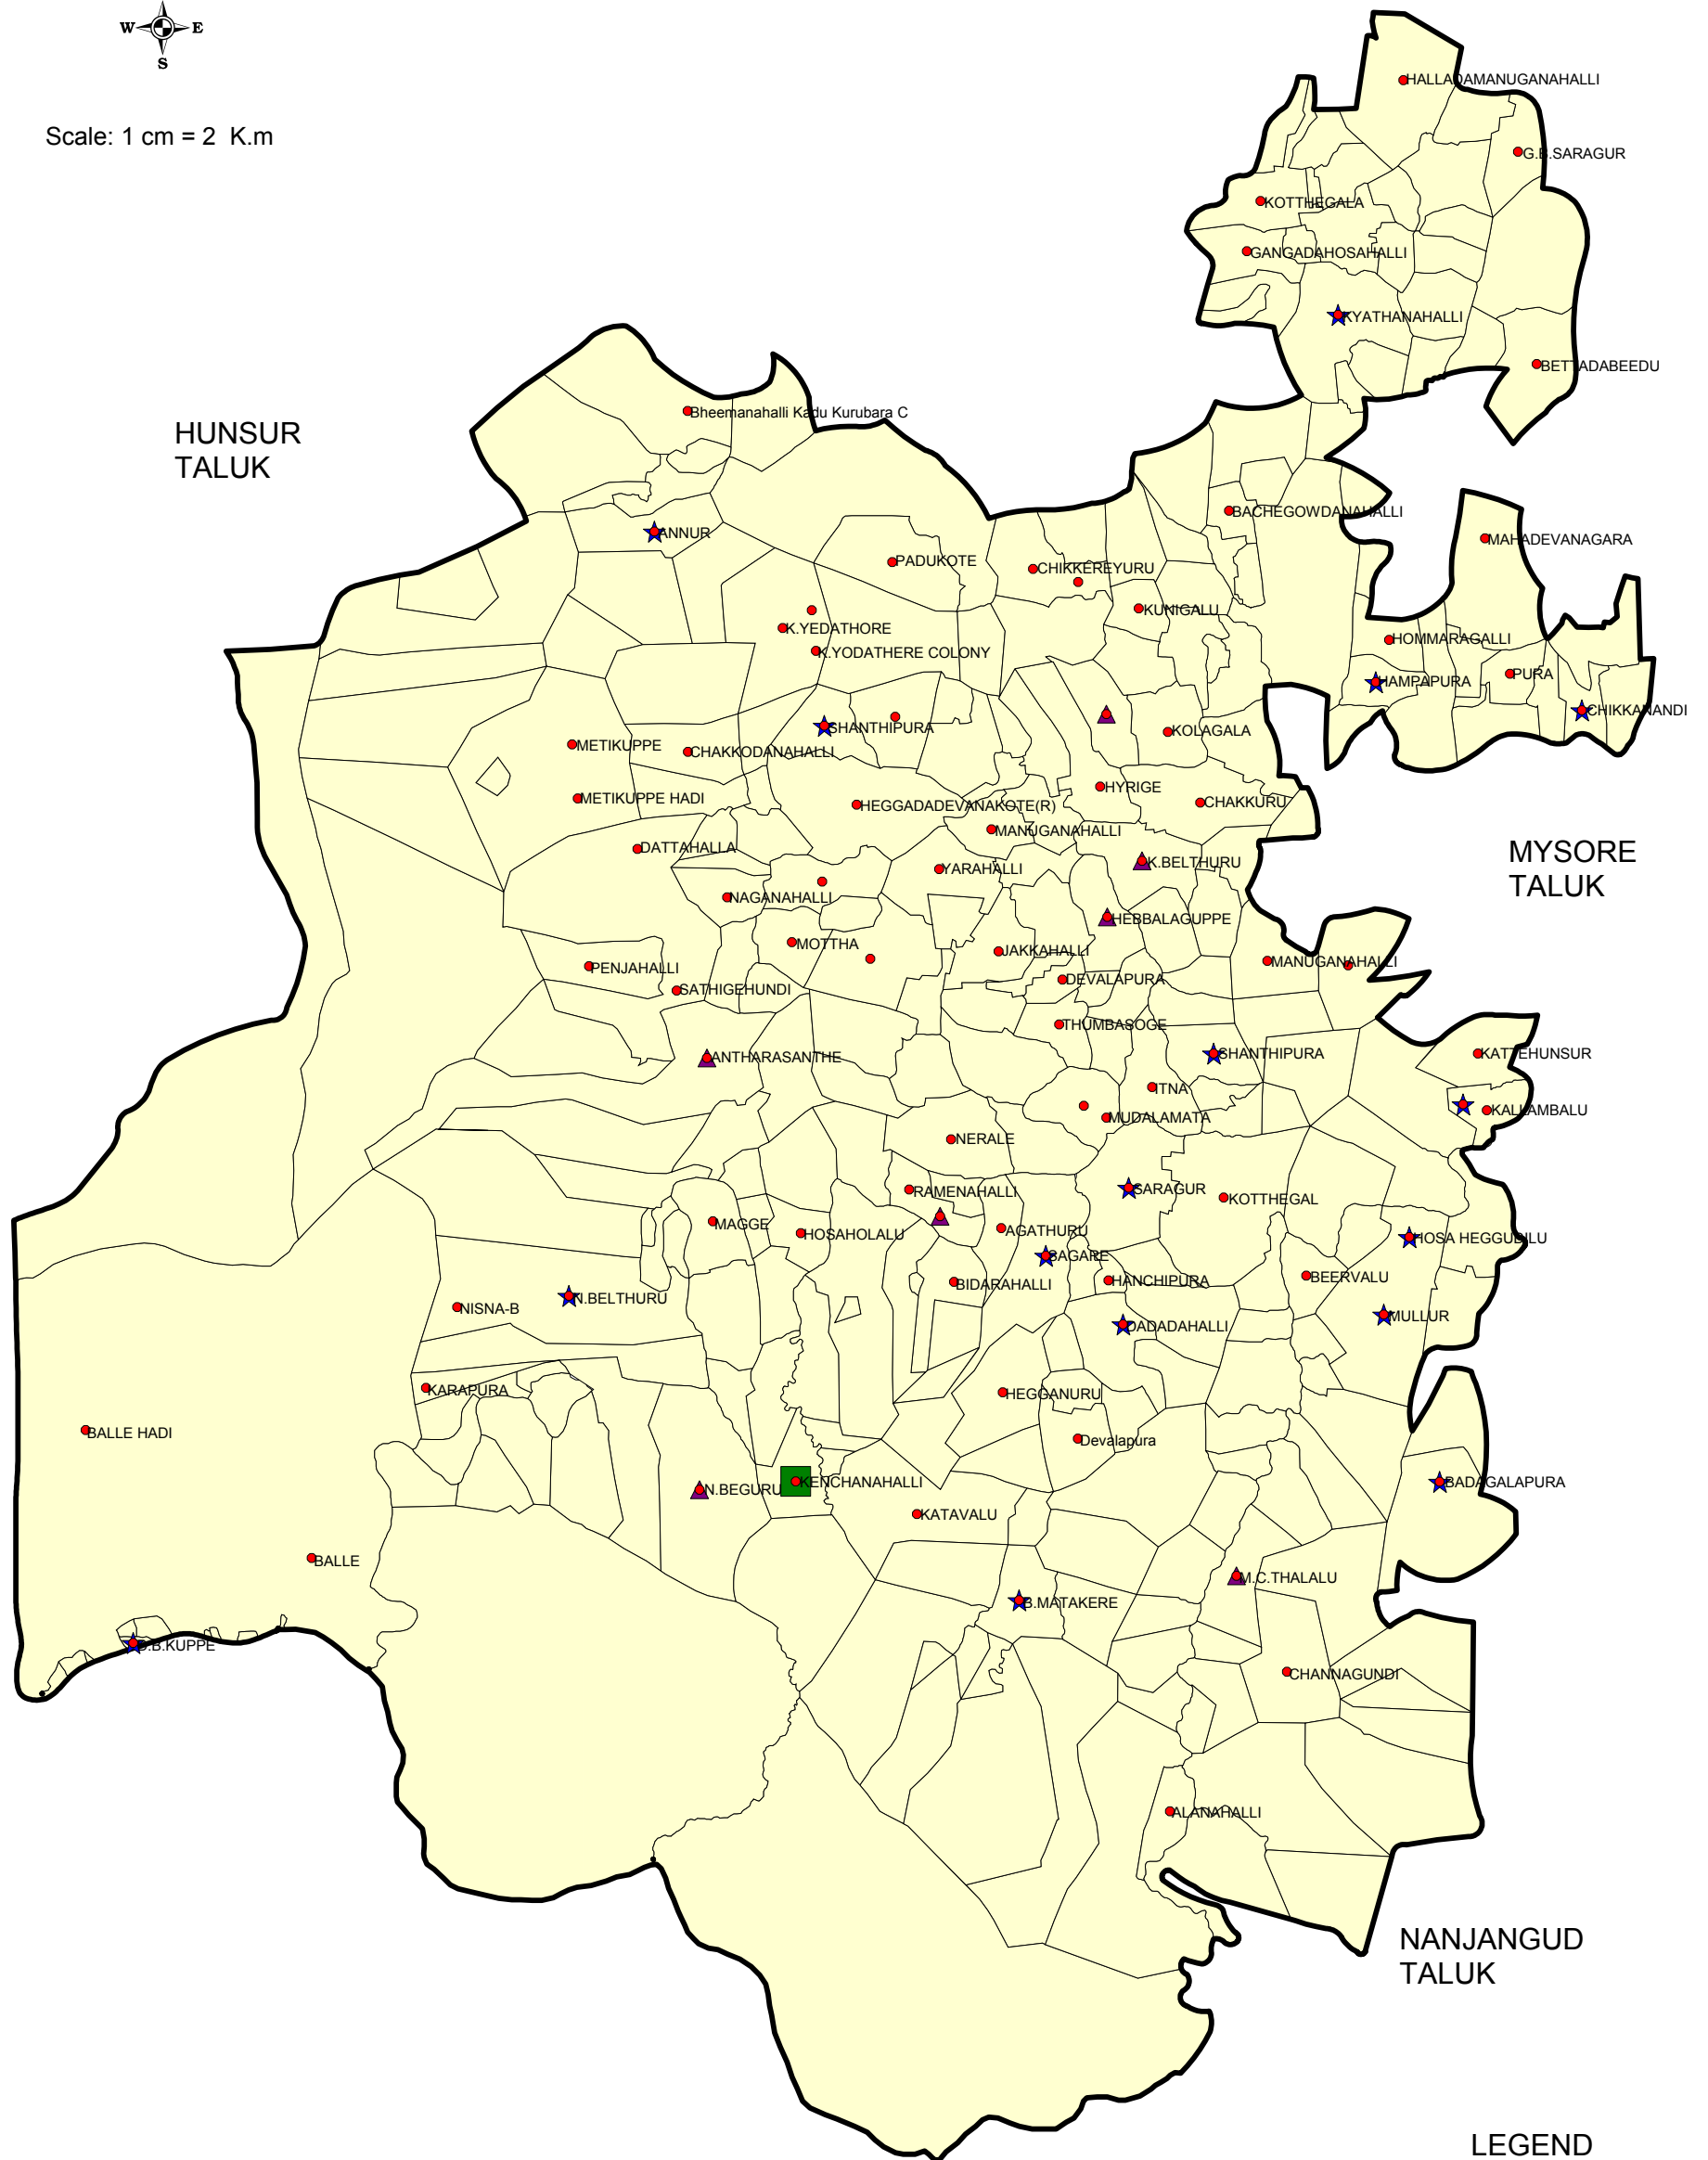 W E
S
Scale: 1 cm = 2 K.m
HALLADAMANUGANAHALLI
G.B.SARAGUR
KOTTHEGALA
GANGADAHOSAHALLI
KYATHANAHALLI
BETTADABEEDU
Bheemanahalli Kadu Kurubara C
HUNSUR
TALUK
BACHEGOWDANAHALLI
ANNUR
MAHADEVANAGARA
PADUKOTE
CHIKKEREYURU
KUNIGALU
K.YEDATHORE
HOMMARAGALLI
K.YODATHERE COLONY
PURA
HAMPAPURA
CHIKKANANDI
SHANTHIPURA
KOLAGALA
METIKUPPE
CHAKKODANAHALLI
HYRIGE
METIKUPPE HADI
CHAKKURU
HEGGADADEVANAKOTE(R)
MANUGANAHALLI
DATTAHALLA
MYSORE
TALUK
K.BELTHURU
YARAHALLI
NAGANAHALLI
HEBBALAGUPPE
MOTTHA
JAKKAHALLI
MANUGANAHALLI
PENJAHALLI
DEVALAPURA
SATHIGEHUNDI
THUMBASOGE
ANTHARASANTHE
SHANTHIPURA
KATTEHUNSUR
ITNA
KALLAMBALU
MUDALAMATA
NERALE
RAMENAHALLI
SARAGUR
KOTTHEGAL
MAGGE
HOSAHOLALU
AGATHURU
HOSA HEGGUDILU
SAGARE
BEERVALU
BIDARAHALLI
HANCHIPURA
N.BELTHURU
NISNA-B
MULLUR
DADADAHALLI
KARAPURA
HEGGANURU
BALLE HADI
Devalapura
KENCHANAHALLI
BADAGALAPURA
N.BEGURU
KATAVALU
BALLE
M.C.THALALU
B.MATAKERE
D.B.KUPPE
CHANNAGUNDI
ALANAHALLI
NANJANGUD
TALUK
LEGEND